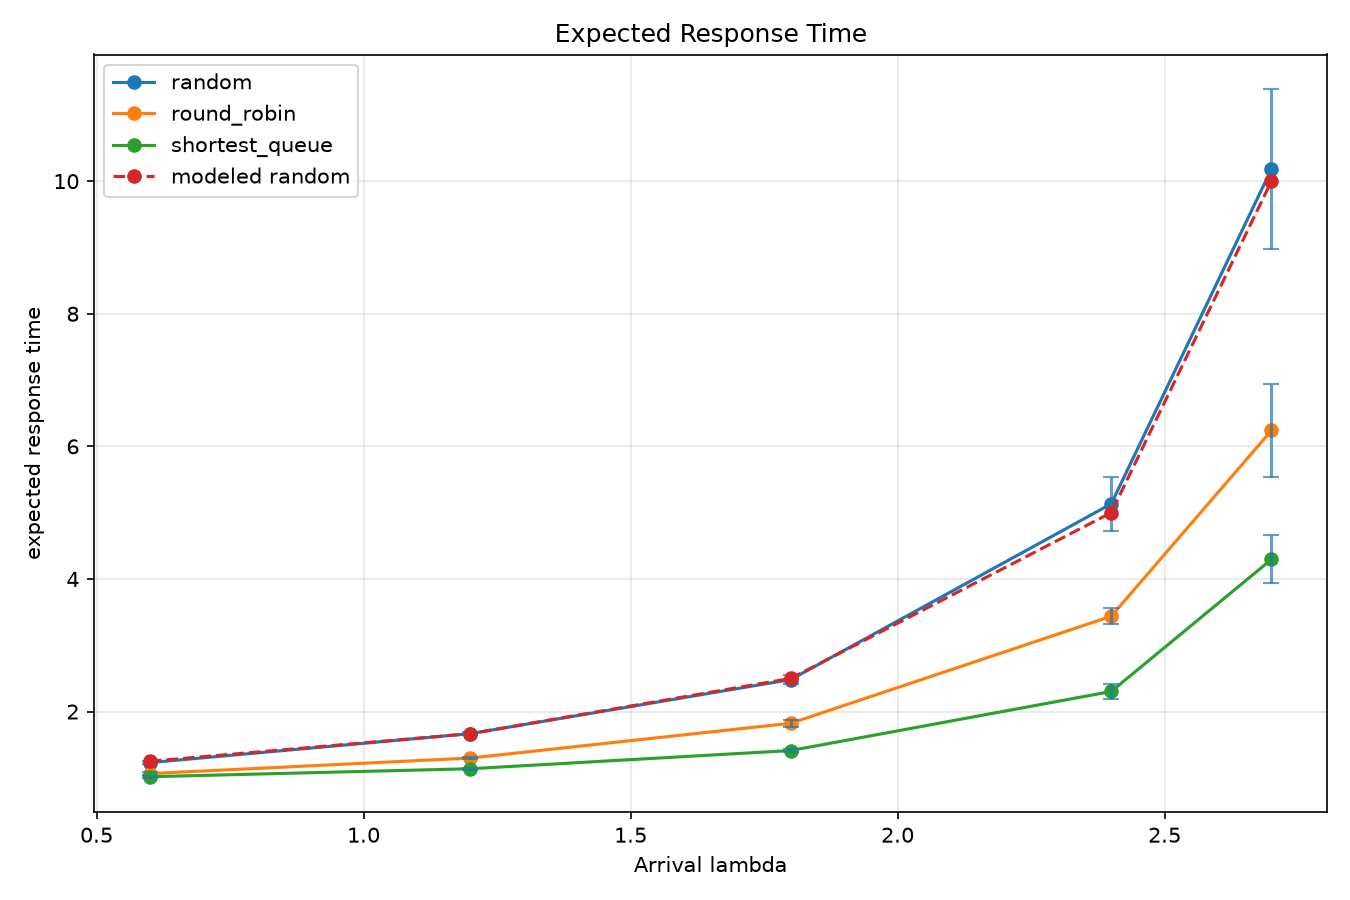 Expected Response Time
random
round_robin
shortest_queue
modeled random
10
8
6
4
2
expected response time
0.5 1.0 1.5 2.0 2.5
Arrival lambda